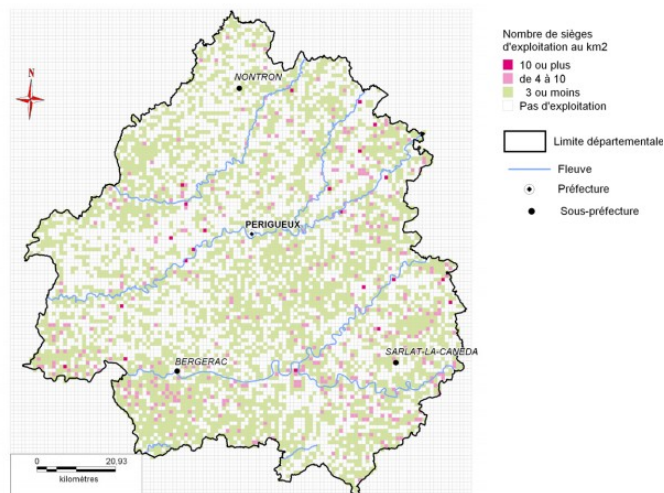 Nombre de sièges
d'exploitation au km2
10 ou plus
de 4 à 10
3 ou moins
Pas d'exploitation
Limite départementale
Fleuve
Préfecture
Sous-préfecture
N
NONTRON
PERIGUEUX
BERGERAC
SARLAT-LA-CANEDA
0 20,93
kilomètres